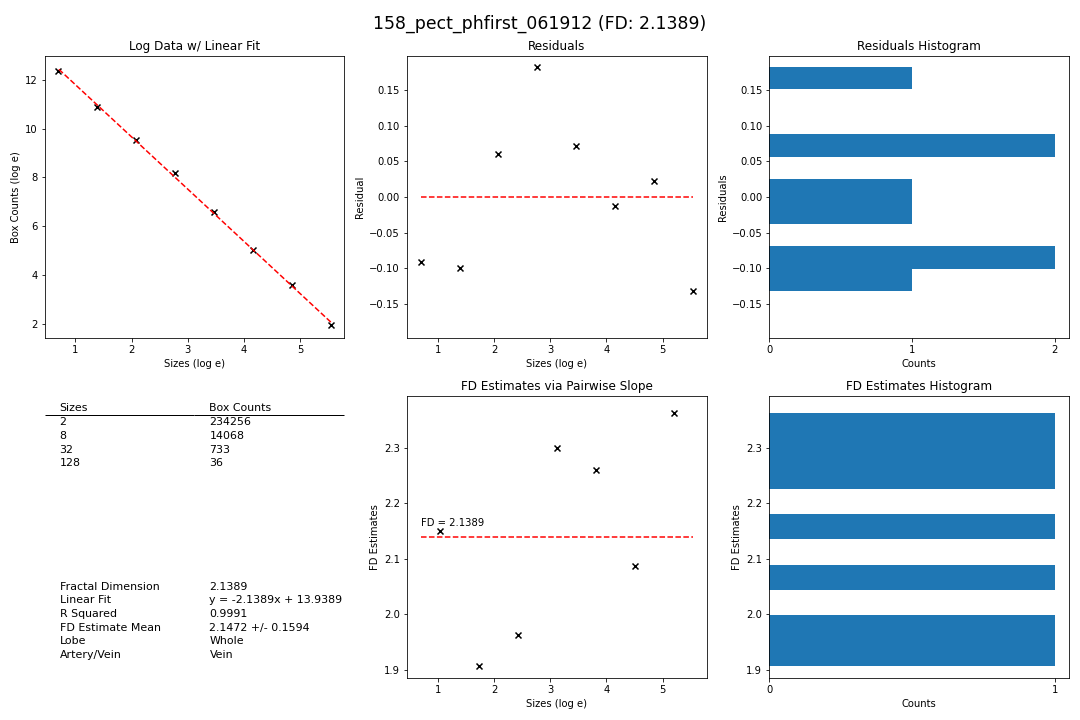 158_pect_phfirst_061912 (FD: 2.1389)
Log Data w/ Linear Fit
12
10
8
6
4
2
Box Counts (log e)
1 2 3 4 5
Sizes (log e)
Residuals
0.15
0.10
0.05
0.00
−0.05
−0.10
−0.15
Residual
1 2 3 4 5
Sizes (log e)
Residuals Histogram
0.15
0.10
0.05
0.00
−0.05
−0.10
−0.15
Residuals
0 1 2
Counts
Sizes Box Counts
2 234256
8 14068
32 733
128 36
Fractal Dimension 2.1389
Linear Fit y = -2.1389x + 13.9389
R Squared 0.9991
FD Estimate Mean 2.1472 +/- 0.1594
Lobe Whole
Artery/Vein Vein
FD Estimates via Pairwise Slope
2.3
2.2
2.1
2.0
1.9
FD Estimates
FD = 2.1389
1 2 3 4 5
Sizes (log e)
FD Estimates Histogram
2.3
2.2
2.1
2.0
1.9
FD Estimates
0 1
Counts